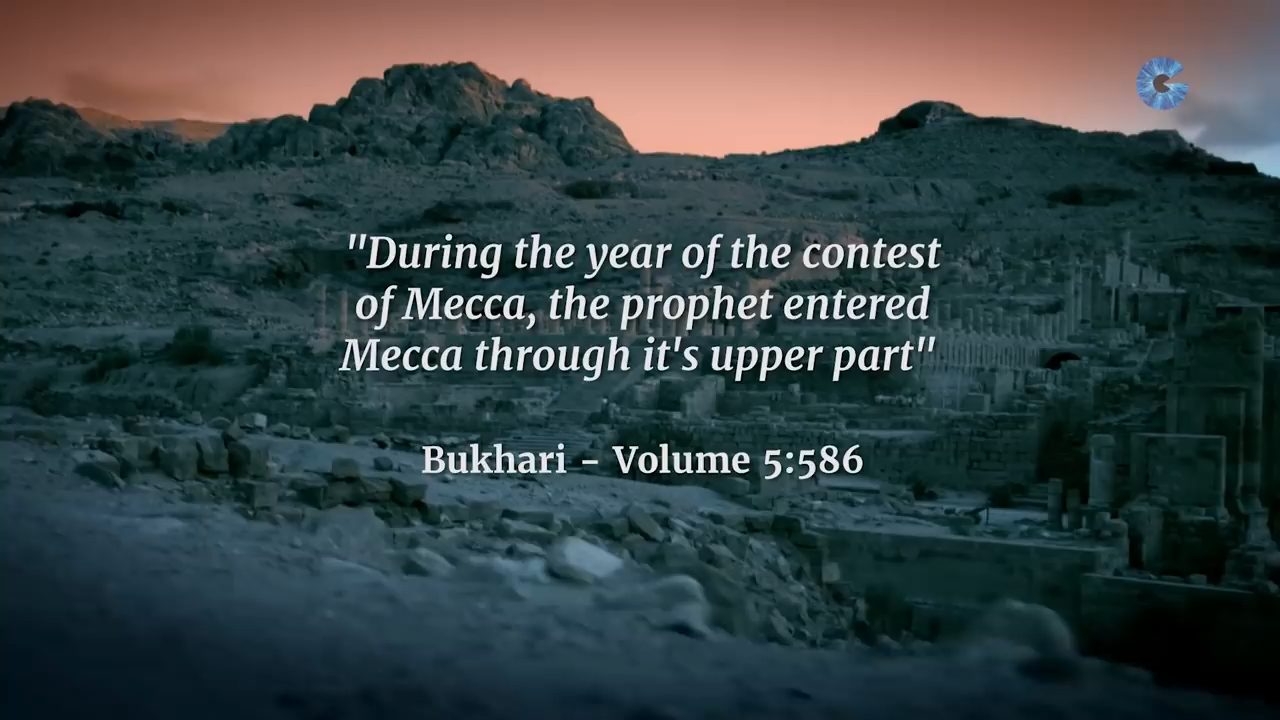 "During the year of the contest
of Mecca, the prophet entered
Mecca through it's upper part"
Bukhari – Volume 5:586